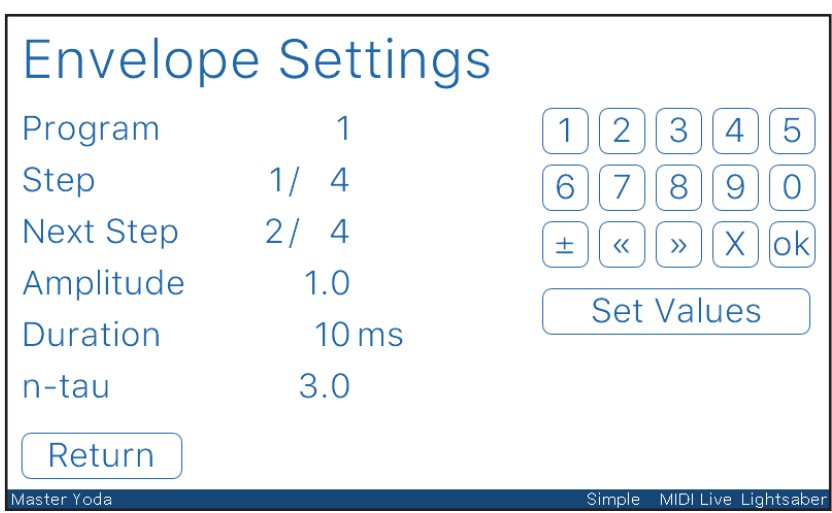 Envelope Settings
Program 1
Step 1/ 4
Next Step 2/ 4
Amplitude 1.0
Duration 10 ms
n-tau 3.0
Return
1 2 3 4 5
6 7 8 9 0
± « » X ok
Set Values
Master Yoda Simple MIDI Live Lightsaber